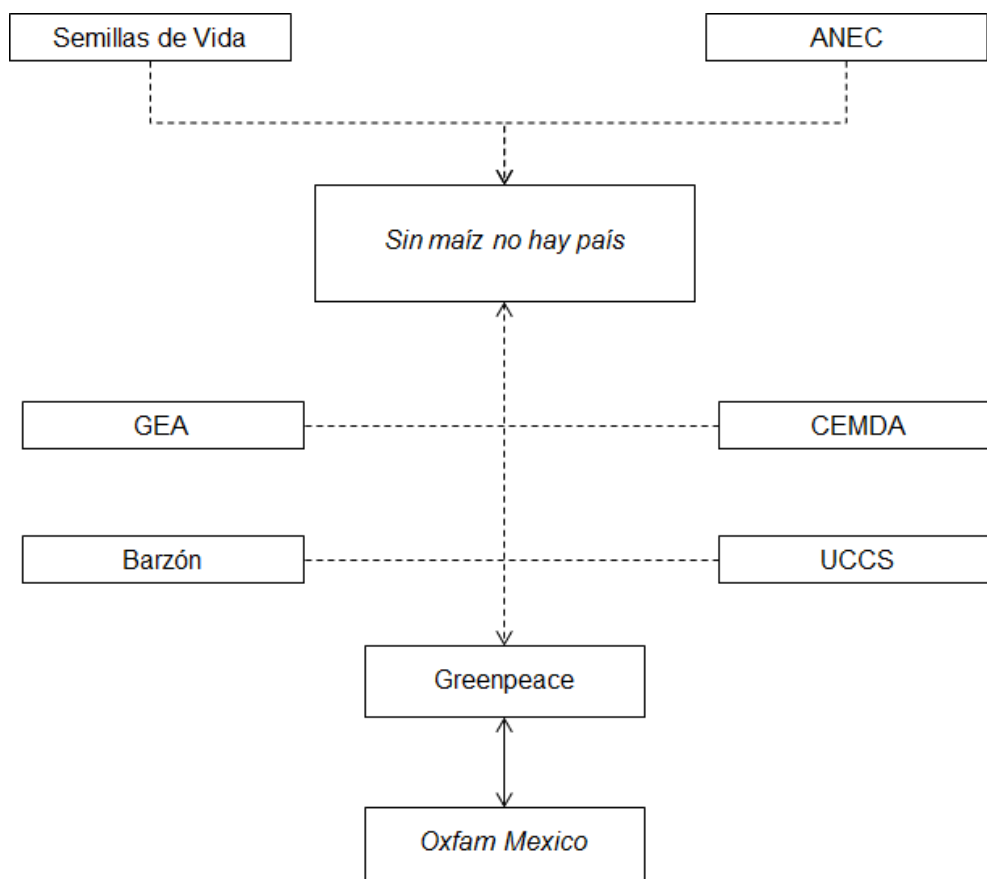 Semillas de Vida
ANEC
Sin maíz no hay país
GEA
CEMDA
Barzón
UCCS
Greenpeace
Oxfam Mexico